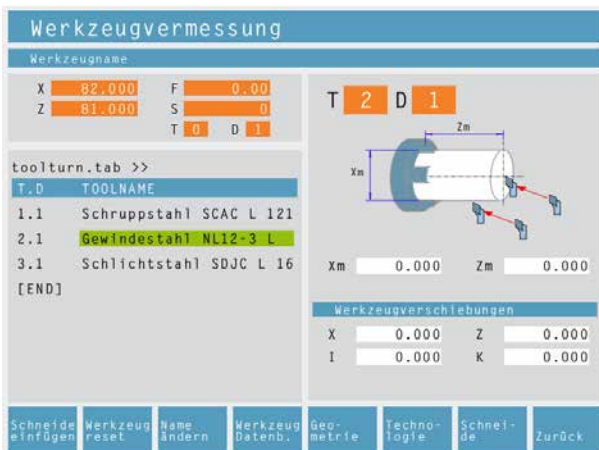 Werkzeugvermessung
Werkzeugname
X 82.000 F 0.00
Z 81.000 S 0
T 0 D 1
toolturn.tab >>
T.D TOOLNAME
1.1 Schruppstahl SCAC L 121
2.1 Gewindestahl NL12-3 L
3.1 Schlichtstahl SDJC L 16
[END]
T 2 D 1
Zm
Xm
Xm 0.000 Zm 0.000
Werkzeugverschiebungen
X 0.000 Z 0.000
I 0.000 K 0.000
Schneide einfügen
Werkzeug reset
Name ändern
Werkzeug Datenb.
Geo- metrie
Techno- logie
Schnei- de
Zurück